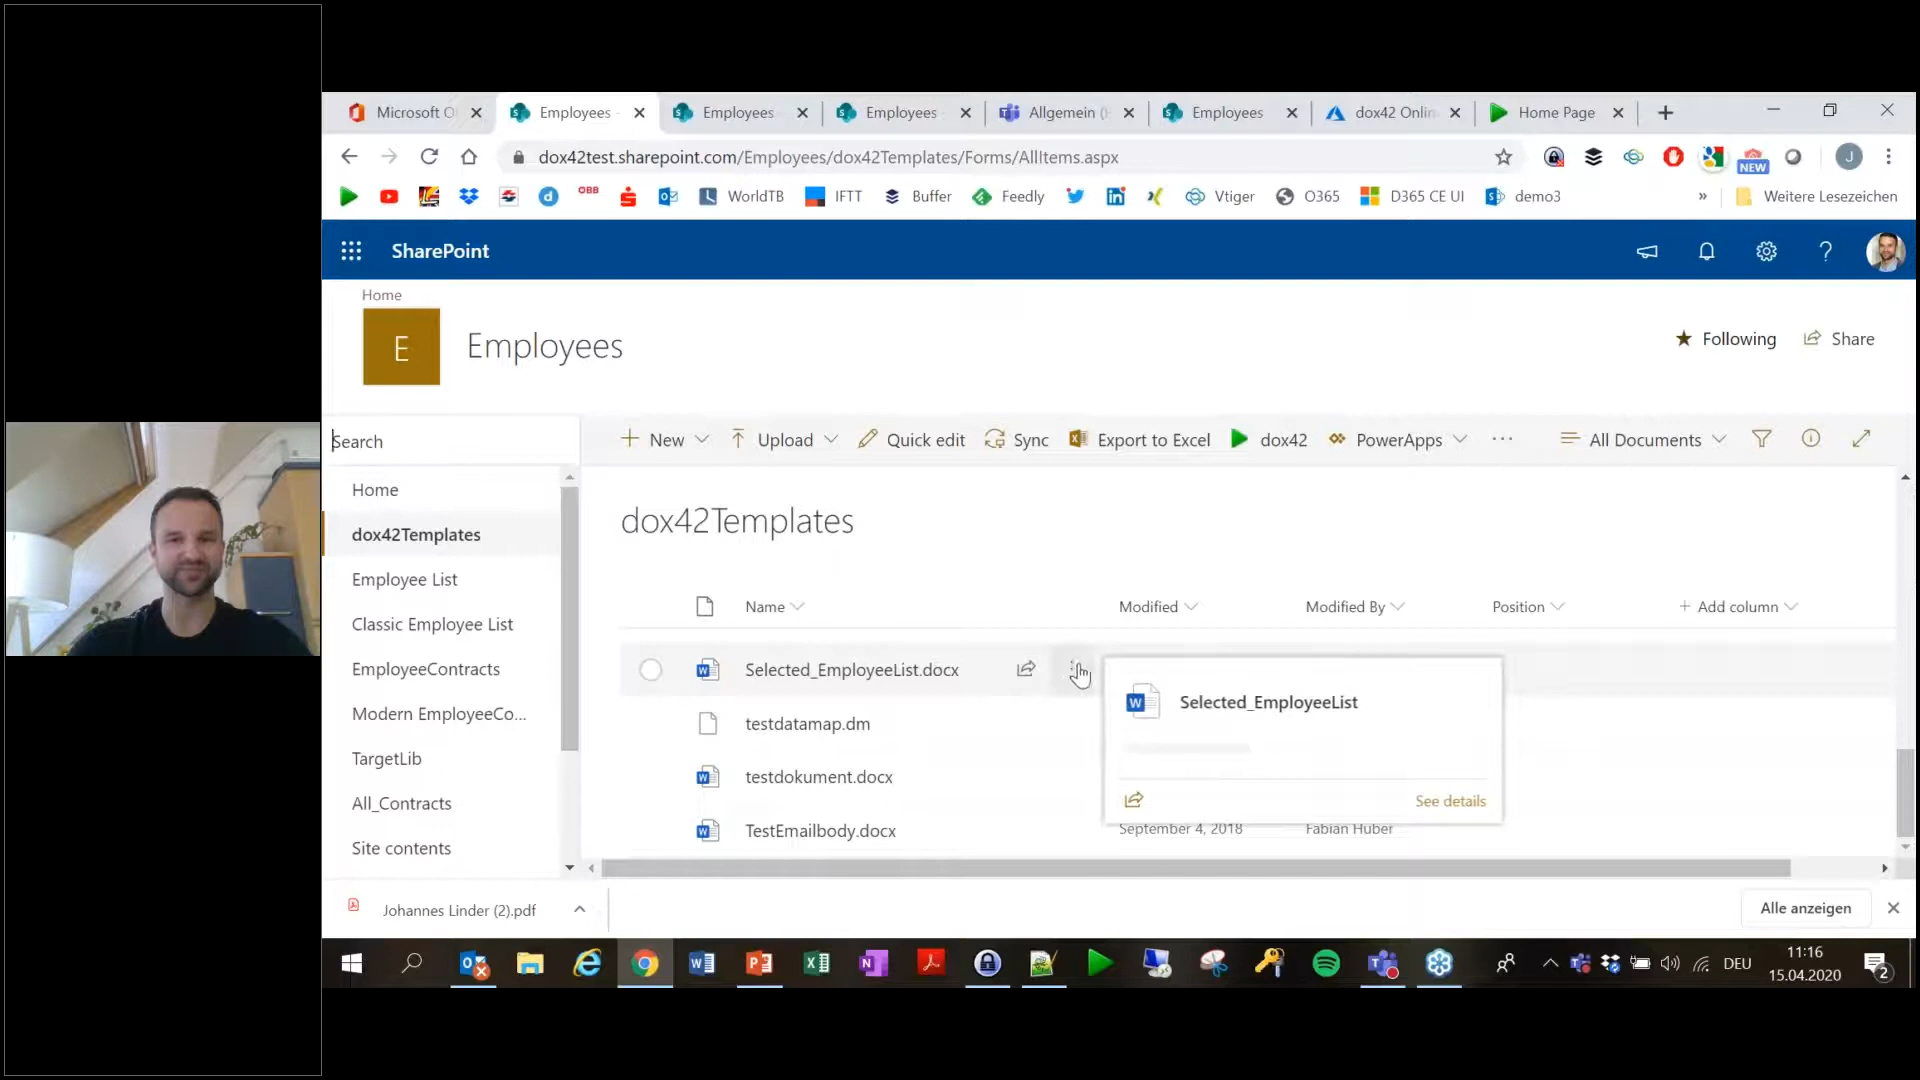 Microsoft O
Employees -
Employees
Employees
Allgemein (
Employees
dox42 Onlin
Home Page
dox42test.sharepoint.com/Employees/dox42Templates/Forms/AllItems.aspx
NEW
J
ÖBB
WorldTB
IFTT
Buffer
Feedly
Vtiger
O365
D365 CE UI
demo3
»
Weitere Lesezeichen
SharePoint
?
Home
E
Employees
Following
Share
Search
New
Upload
Quick edit
Sync
Export to Excel
dox42
PowerApps
...
All Documents
Home
dox42Templates
Employee List
Classic Employee List
EmployeeContracts
Modern EmployeeCo...
TargetLib
All_Contracts
Site contents
dox42Templates
Name
Modified
Modified By
Position
+ Add column
Selected_EmployeeList.docx
testdatamap.dm
testdokument.docx
TestEmailbody.docx
September 4, 2018
Fabian Huber
Selected_EmployeeList
See details
Johannes Linder (2).pdf
Alle anzeigen
DEU
11:16
15.04.2020
2